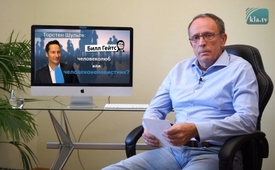 kla.tv
Торстен Шульте
Билл Гейтс
человеколюб
или
человеконенавистник?